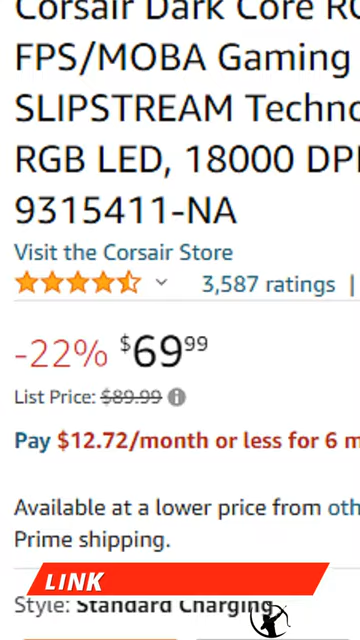 Corsair Dark Core RG
FPS/MOBA Gaming
SLIPSTREAM Techno
RGB LED, 18000 DPI
9315411-NA
Visit the Corsair Store
3,587 ratings |
-22% $69.99
List Price: $89.99
Pay $12.72/month or less for 6 m
Available at a lower price from oth
Prime shipping.
LINK
Style: Standard Charging